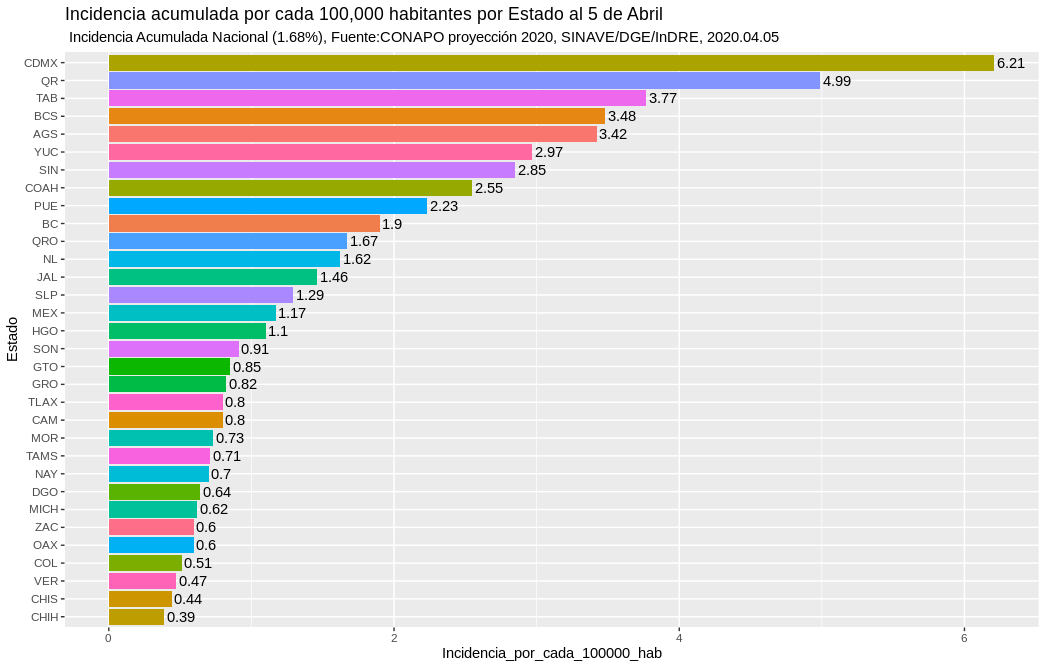 Incidencia acumulada por cada 100,000 habitantes por Estado al 5 de Abril
Incidencia Acumulada Nacional (1.68%), Fuente:CONAPO proyección 2020, SINAVE/DGE/InDRE, 2020.04.05
Estado
CDMX 6.21
QR 4.99
TAB 3.77
BCS 3.48
AGS 3.42
YUC 2.97
SIN 2.85
COAH 2.55
PUE 2.23
BC 1.9
QRO 1.67
NL 1.62
JAL 1.46
SLP 1.29
MEX 1.17
HGO 1.1
SON 0.91
GTO 0.85
GRO 0.82
TLAX 0.8
CAM 0.8
MOR 0.73
TAMS 0.71
NAY 0.7
DGO 0.64
MICH 0.62
ZAC 0.6
OAX 0.6
COL 0.51
VER 0.47
CHIS 0.44
CHIH 0.39
0 2 4 6
Incidencia_por_cada_100000_hab